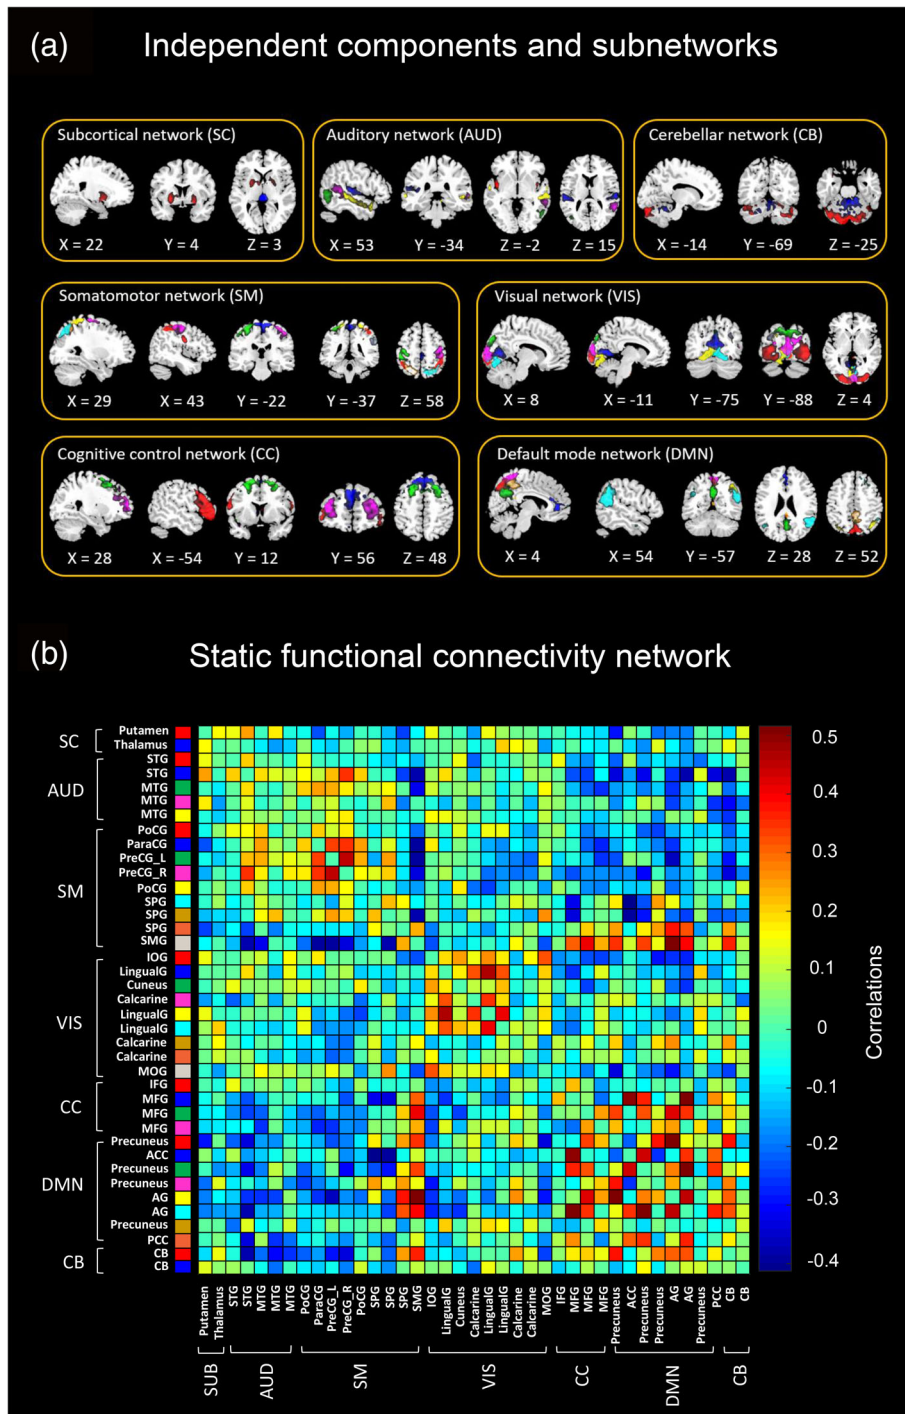 (a) Independent components and subnetworks
Subcortical network (SC)
X = 22 Y = 4 Z = 3
Auditory network (AUD)
X = 53 Y = -34 Z = -2 Z = 15
Cerebellar network (CB)
X = -14 Y = -69 Z = -25
Somatomotor network (SM)
X = 29 X = 43 Y = -22 Y = -37 Z = 58
Visual network (VIS)
X = 8 X = -11 Y = -75 Y = -88 Z = 4
Cognitive control network (CC)
X = 28 X = -54 Y = 12 Y = 56 Z = 48
Default mode network (DMN)
X = 4 X = 54 Y = -57 Z = 28 Z = 52
(b) Static functional connectivity network
SC
Putamen
Thalamus
AUD
STG
STG
MTG
MTG
MTG
SM
PoCG
ParaCG
PreCG_L
PreCG_R
PoCG
SPG
SPG
SPG
SMG
VIS
IOG
LingualG
Cuneus
Calcarine
LingualG
LingualG
Calcarine
Calcarine
MOG
CC
IFG
MFG
MFG
MFG
DMN
Precuneus
ACC
Precuneus
Precuneus
AG
AG
Precuneus
PCC
CB
CB
CB
0.5
0.4
0.3
0.2
0.1
0
-0.1
-0.2
-0.3
-0.4
Correlations
Putamen
Thalamus
STG
STG
MTG
MTG
MTG
PoCG
ParaCG
PreCG_L
PreCG_R
PoCG
SPG
SPG
SPG
SMG
IOG
LingualG
Cuneus
Calcarine
LingualG
LingualG
Calcarine
Calcarine
MOG
IFG
MFG
MFG
MFG
Precuneus
ACC
Precuneus
Precuneus
AG
AG
Precuneus
PCC
CB
CB
SUB
AUD
SM
VIS
CC
DMN
CB